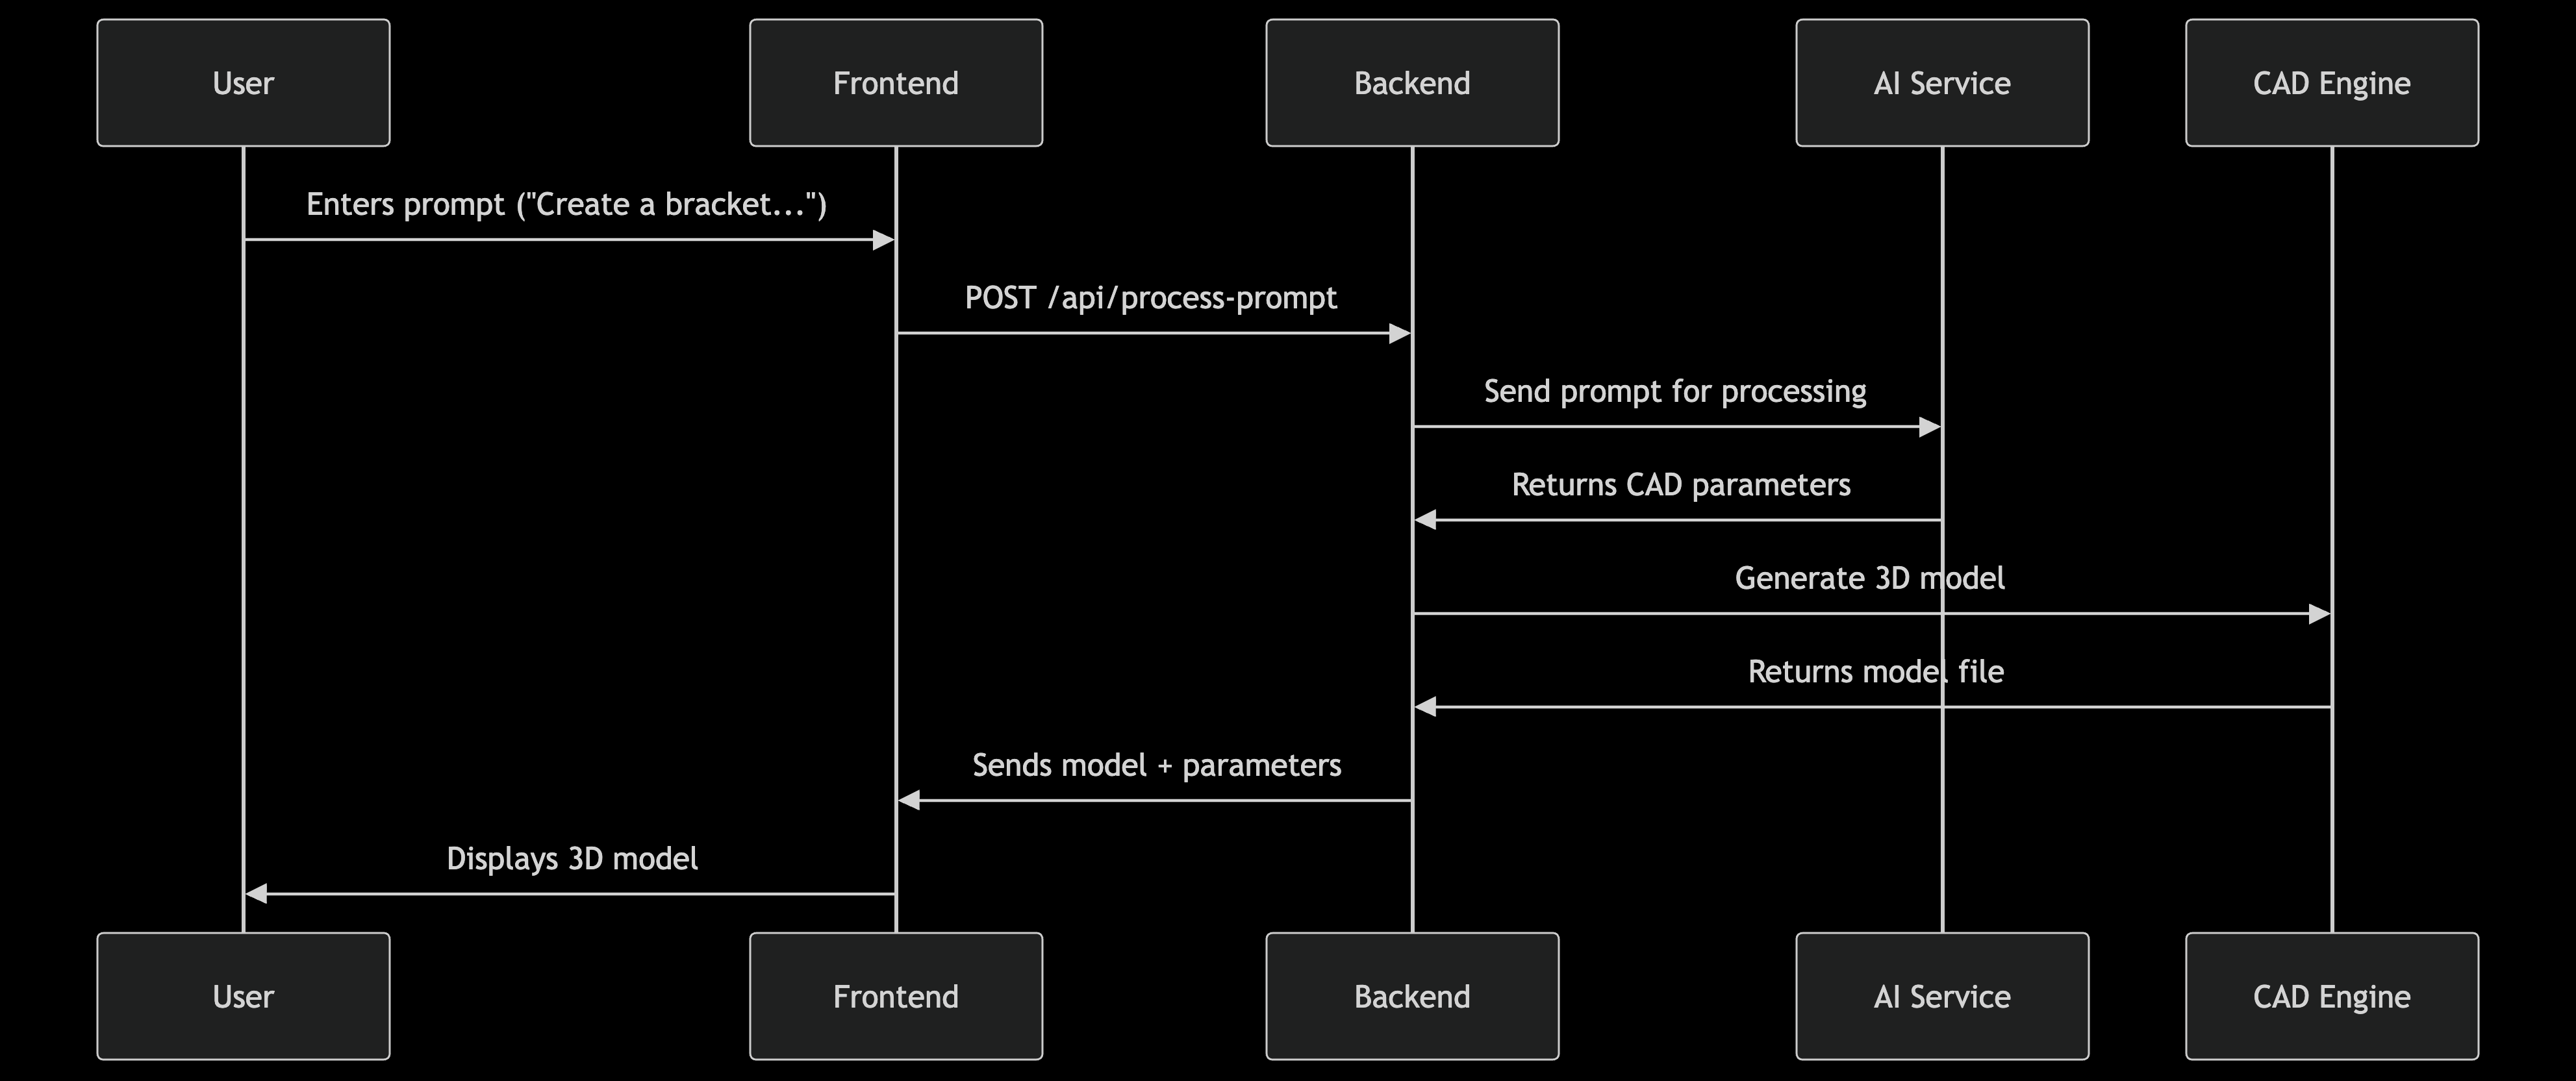 User
Frontend
Backend
AI Service
CAD Engine
Enters prompt ("Create a bracket...")
POST /api/process-prompt
Send prompt for processing
Returns CAD parameters
Generate 3D model
Returns model file
Sends model + parameters
Displays 3D model
User
Frontend
Backend
AI Service
CAD Engine